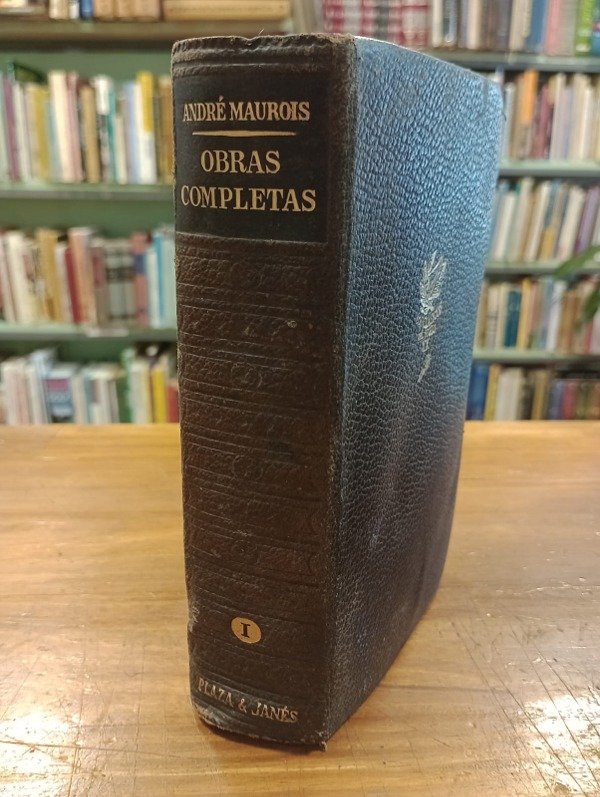 ANDRÉ MAUROIS
OBRAS
COMPLETAS
I
PLAZA & JANÉS